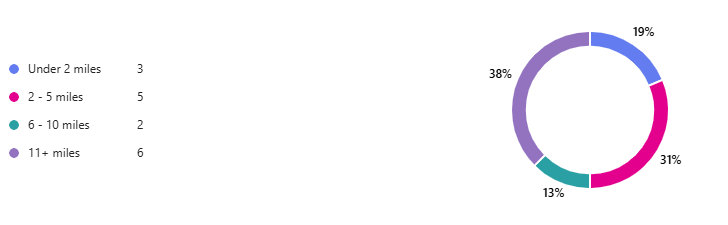 Under 2 miles 3
2 - 5 miles 5
6 - 10 miles 2
11+ miles 6
19%
38%
31%
13%